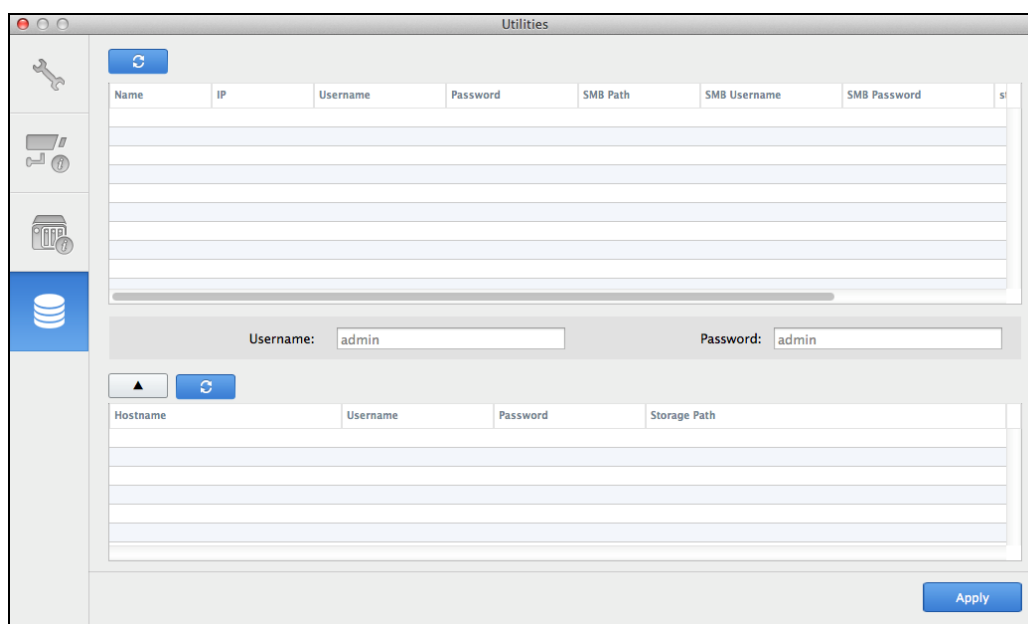 Utilities
Name IP Username Password SMB Path SMB Username SMB Password
Username: admin Password: admin
Hostname Username Password Storage Path
Apply